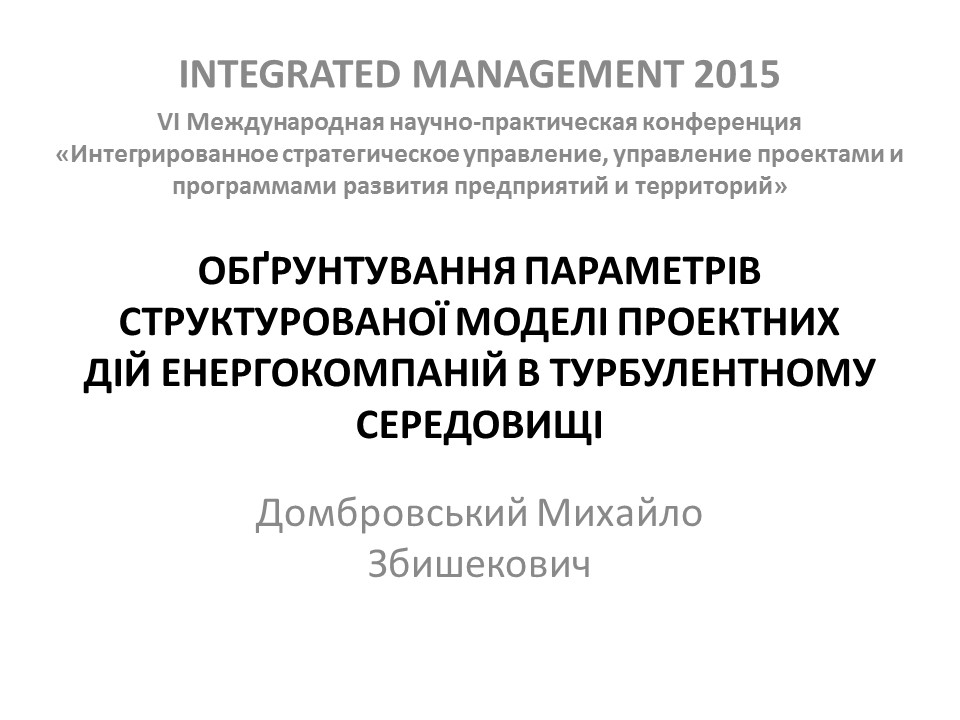 INTEGRATED MANAGEMENT 2015
VI Международная научно-практическая конференция
«Интегрированное стратегическое управление, управление проектами и
программами развития предприятий и территорий»
ОБҐРУНТУВАННЯ ПАРАМЕТРІВ
СТРУКТУРОВАНОЇ МОДЕЛІ ПРОЕКТНИХ
ДІЙ ЕНЕРГОКОМПАНІЙ В ТУРБУЛЕНТНОМУ
СЕРЕДОВИЩІ
Домбровський Михайло
Збишекович